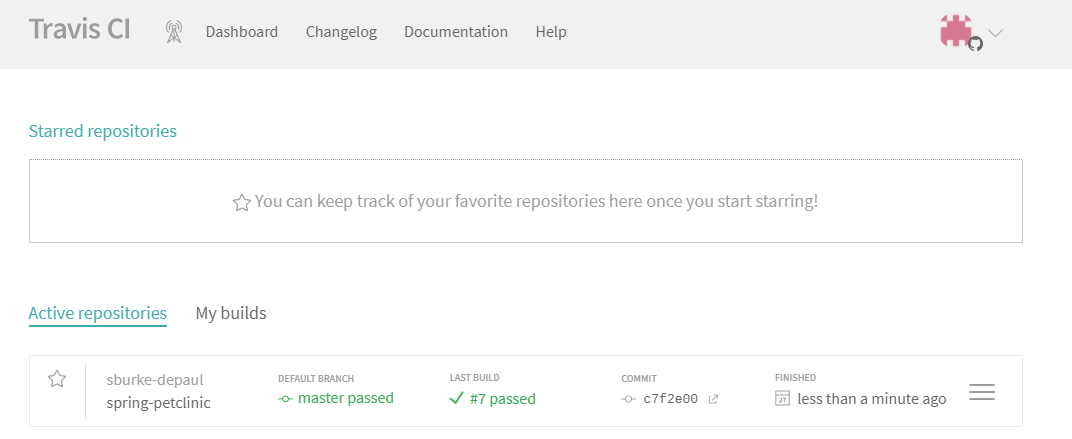 Travis CI
Dashboard
Changelog
Documentation
Help
Starred repositories
You can keep track of your favorite repositories here once you start starring!
Active repositories
My builds
sburke-depaul
spring-petclinic
DEFAULT BRANCH
master passed
LAST BUILD
#7 passed
COMMIT
c7f2e00
FINISHED
27
less than a minute ago